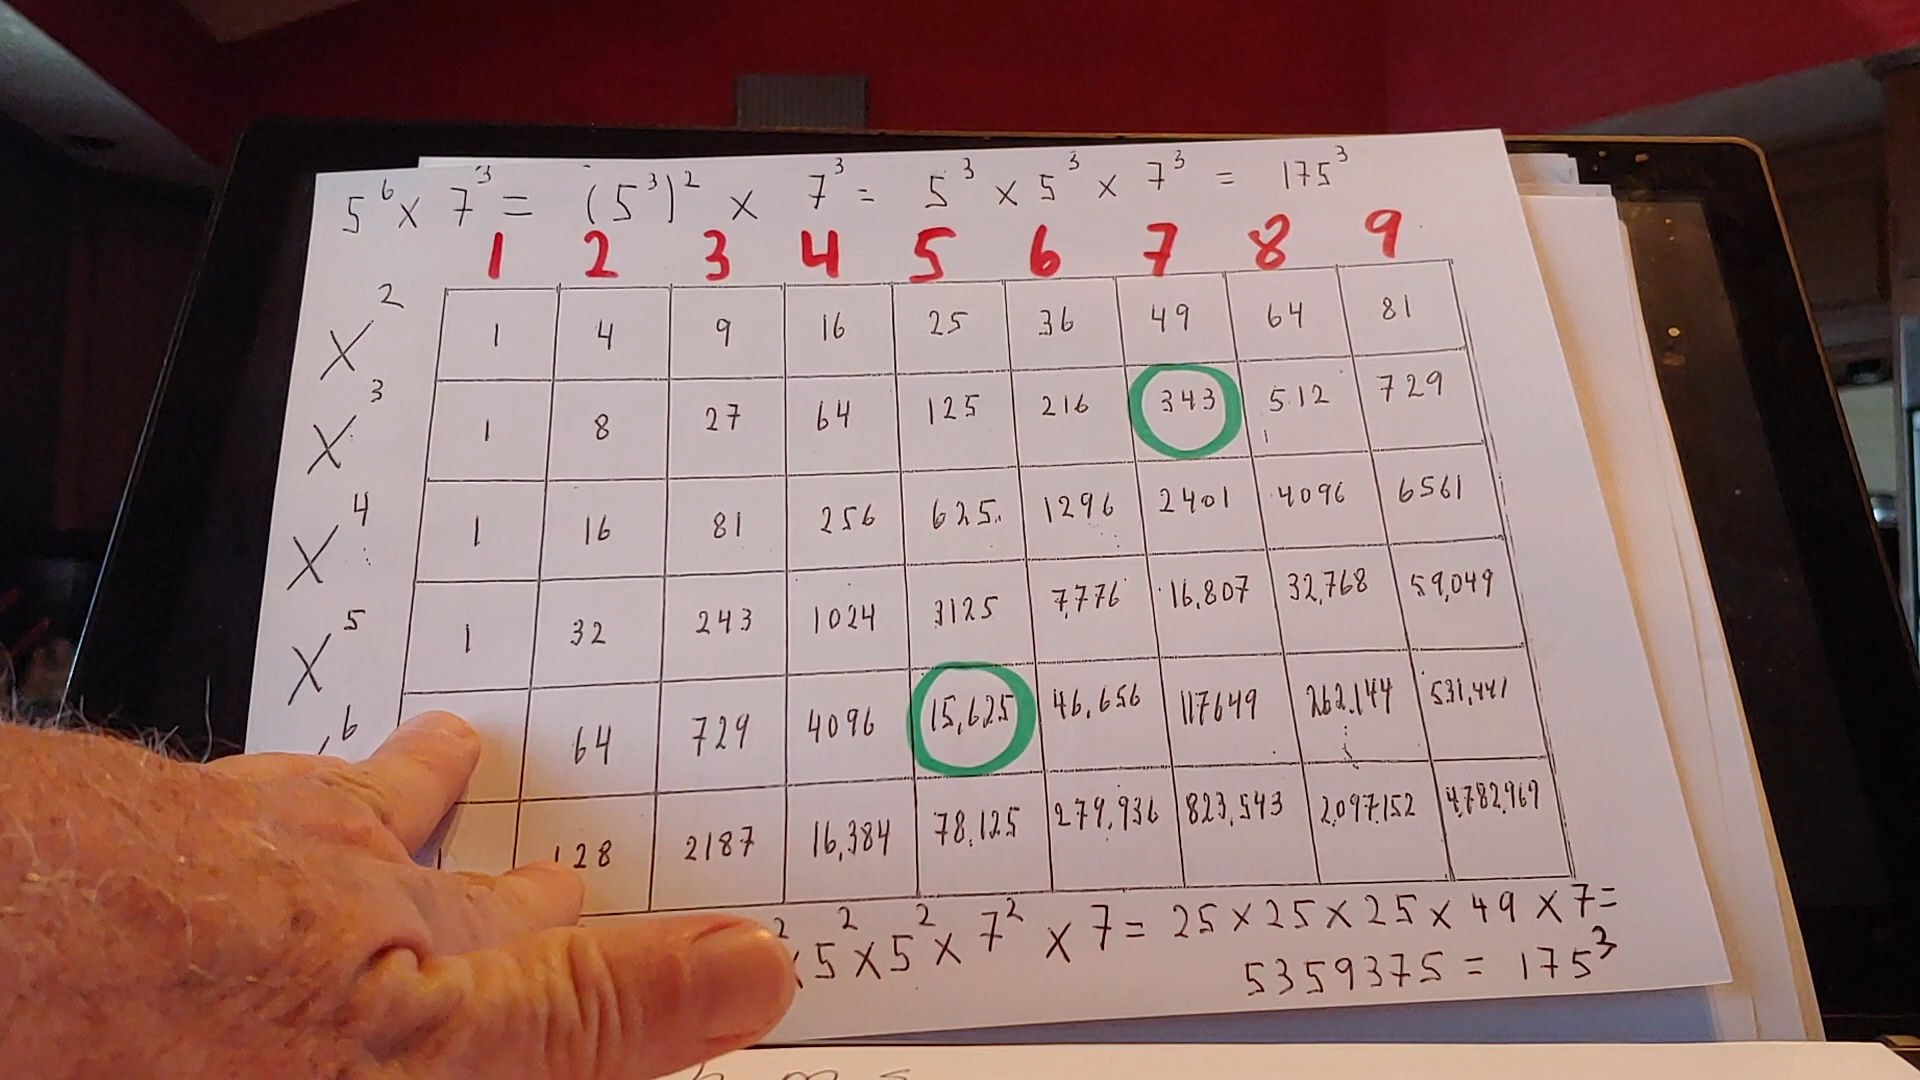 5⁶ x 7³ = (5³)² x 7³ = 5³ x 5³ x 7³ = 175³
1 2 3 4 5 6 7 8 9
X² 1 4 9 16 25 36 49 64 81
X³ 1 8 27 64 125 216 343 512 729
X⁴ 1 16 81 256 625 1296 2401 4096 6561
X⁵ 1 32 243 1024 3125 7,776 16,807 32,768 59,049
6 64 729 4096 15,625 46,656 117649 262,144 531,441
128 2187 16,384 78,125 279,936 823,543 2,097,152 4,782,969
² x 5² x 5² x 7² x 7 = 25 x 25 x 25 x 49 x 7 =
5359375 = 175³